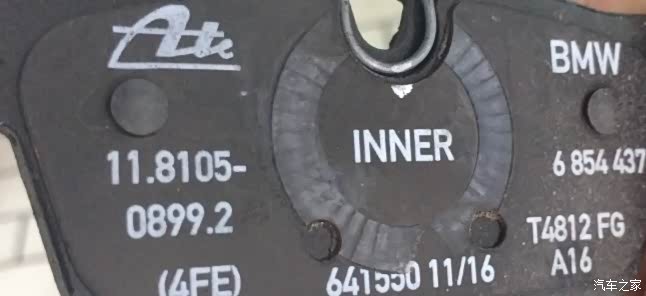 Ate
BMW
INNER
11.8105-
6 854 437
0899.2
T4812 FG
(4FE)
641550 11/16
A16
汽车之家